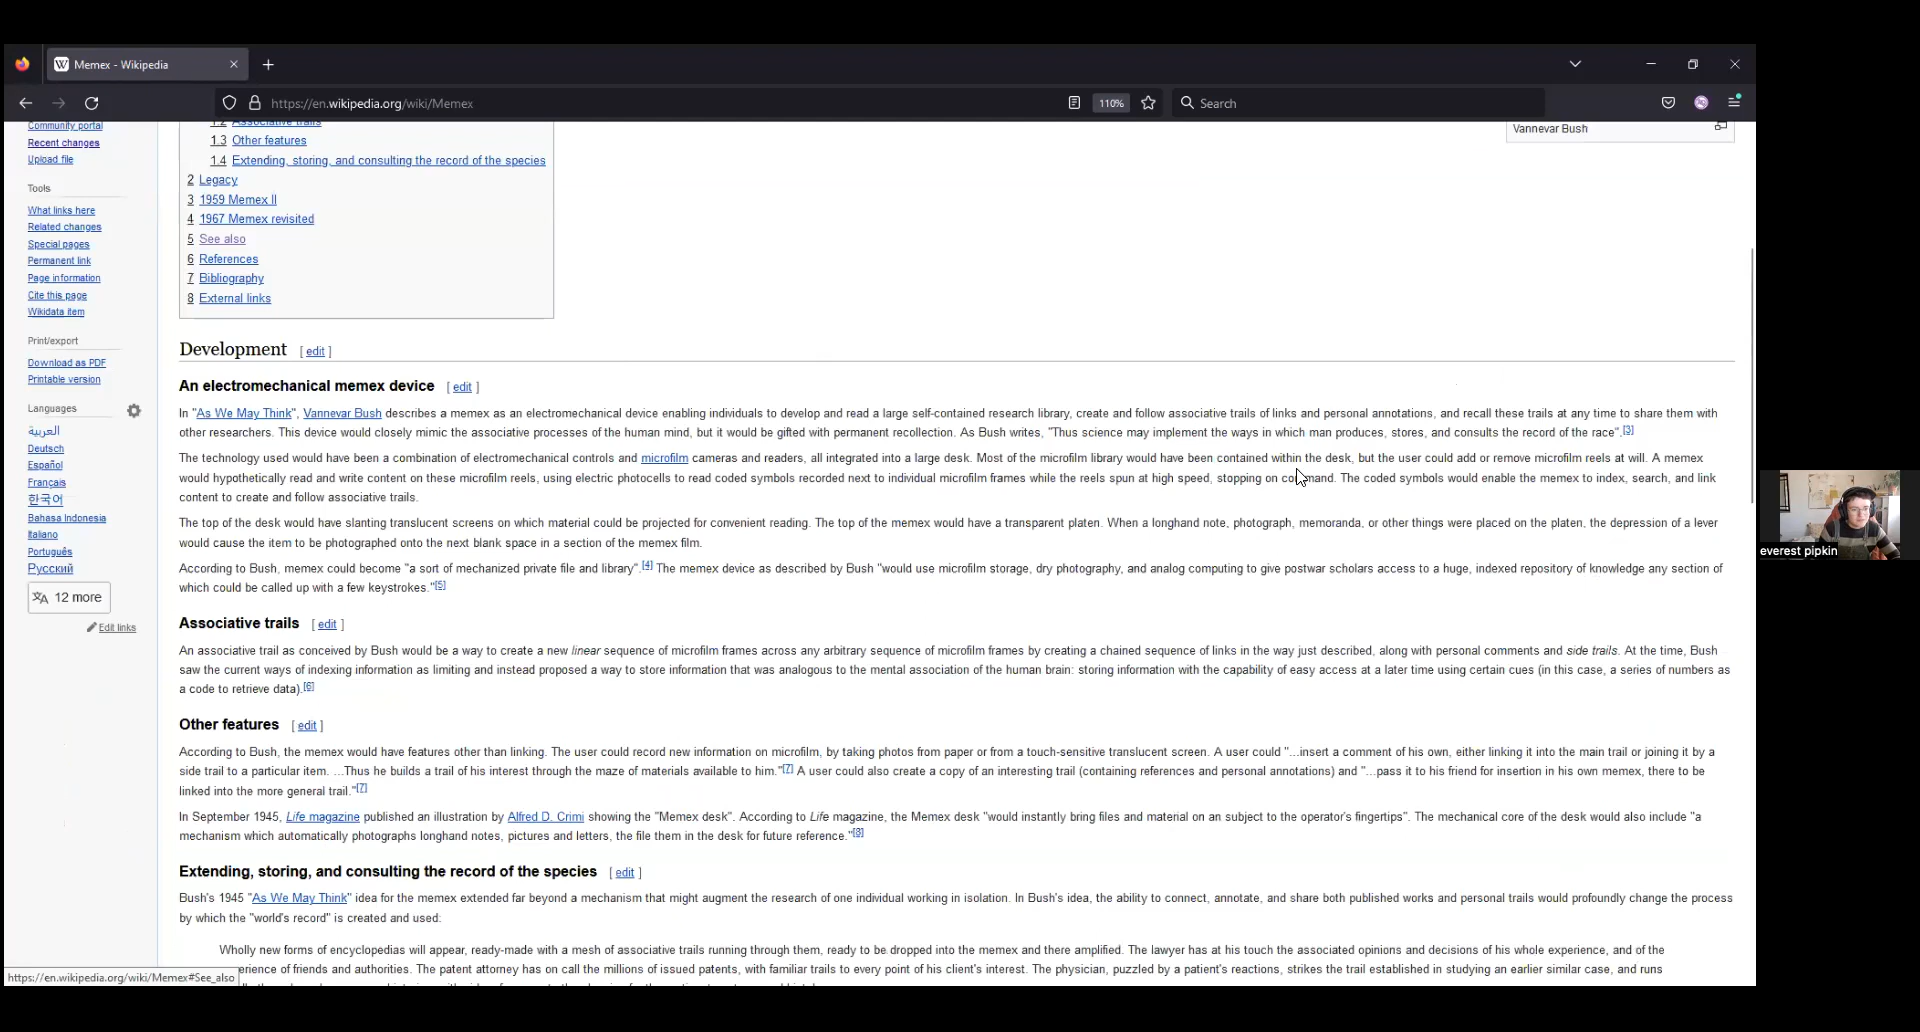 Memex - Wikipedia
https://en.wikipedia.org/wiki/Memex
110%
Search
Community portal
Recent changes
Upload file
Tools
What links here
Related changes
Special pages
Permanent link
Page information
Cite this page
Wikidata item
Print/export
Download as PDF
Printable version
Languages
العربية
Deutsch
Español
Français
한국어
Bahasa Indonesia
Italiano
Português
Русский
12 more
Edit links
1.2 Associative trails
1.3 Other features
1.4 Extending, storing, and consulting the record of the species
2 Legacy
3 1959 Memex II
4 1967 Memex revisited
5 See also
6 References
7 Bibliography
8 External links
Vannevar Bush
Development [ edit ]
An electromechanical memex device [ edit ]
In "As We May Think", Vannevar Bush describes a memex as an electromechanical device enabling individuals to develop and read a large self-contained research library, create and follow associative trails of links and personal annotations, and recall these trails at any time to share them with
other researchers. This device would closely mimic the associative processes of the human mind, but it would be gifted with permanent recollection. As Bush writes, "Thus science may implement the ways in which man produces, stores, and consults the record of the race".[3]
The technology used would have been a combination of electromechanical controls and microfilm cameras and readers, all integrated into a large desk. Most of the microfilm library would have been contained within the desk, but the user could add or remove microfilm reels at will. A memex
would hypothetically read and write content on these microfilm reels, using electric photocells to read coded symbols recorded next to individual microfilm frames while the reels spun at high speed, stopping on command. The coded symbols would enable the memex to index, search, and link
content to create and follow associative trails.
The top of the desk would have slanting translucent screens on which material could be projected for convenient reading. The top of the memex would have a transparent platen. When a longhand note, photograph, memoranda, or other things were placed on the platen, the depression of a lever
would cause the item to be photographed onto the next blank space in a section of the memex film.
According to Bush, memex could become "a sort of mechanized private file and library".[4] The memex device as described by Bush "would use microfilm storage, dry photography, and analog computing to give postwar scholars access to a huge, indexed repository of knowledge any section of
which could be called up with a few keystrokes."[5]
Associative trails [ edit ]
An associative trail as conceived by Bush would be a way to create a new linear sequence of microfilm frames across any arbitrary sequence of microfilm frames by creating a chained sequence of links in the way just described, along with personal comments and side trails. At the time, Bush
saw the current ways of indexing information as limiting and instead proposed a way to store information that was analogous to the mental association of the human brain: storing information with the capability of easy access at a later time using certain cues (in this case, a series of numbers as
a code to retrieve data).[6]
Other features [ edit ]
According to Bush, the memex would have features other than linking. The user could record new information on microfilm, by taking photos from paper or from a touch-sensitive translucent screen. A user could "...insert a comment of his own, either linking it into the main trail or joining it by a
side trail to a particular item. ...Thus he builds a trail of his interest through the maze of materials available to him."[7] A user could also create a copy of an interesting trail (containing references and personal annotations) and "...pass it to his friend for insertion in his own memex, there to be
linked into the more general trail."[7]
In September 1945, Life magazine published an illustration by Alfred D. Crimi showing the "Memex desk". According to Life magazine, the Memex desk "would instantly bring files and material on an subject to the operator's fingertips". The mechanical core of the desk would also include "a
mechanism which automatically photographs longhand notes, pictures and letters, the file them in the desk for future reference."[8]
Extending, storing, and consulting the record of the species [ edit ]
Bush's 1945 "As We May Think" idea for the memex extended far beyond a mechanism that might augment the research of one individual working in isolation. In Bush's idea, the ability to connect, annotate, and share both published works and personal trails would profoundly change the process
by which the "world's record" is created and used:
Wholly new forms of encyclopedias will appear, ready-made with a mesh of associative trails running through them, ready to be dropped into the memex and there amplified. The lawyer has at his touch the associated opinions and decisions of his whole experience, and of the
erience of friends and authorities. The patent attorney has on call the millions of issued patents, with familiar trails to every point of his client's interest. The physician, puzzled by a patient's reactions, strikes the trail established in studying an earlier similar case, and runs
https://en.wikipedia.org/wiki/Memex#See_also
everest pipkin